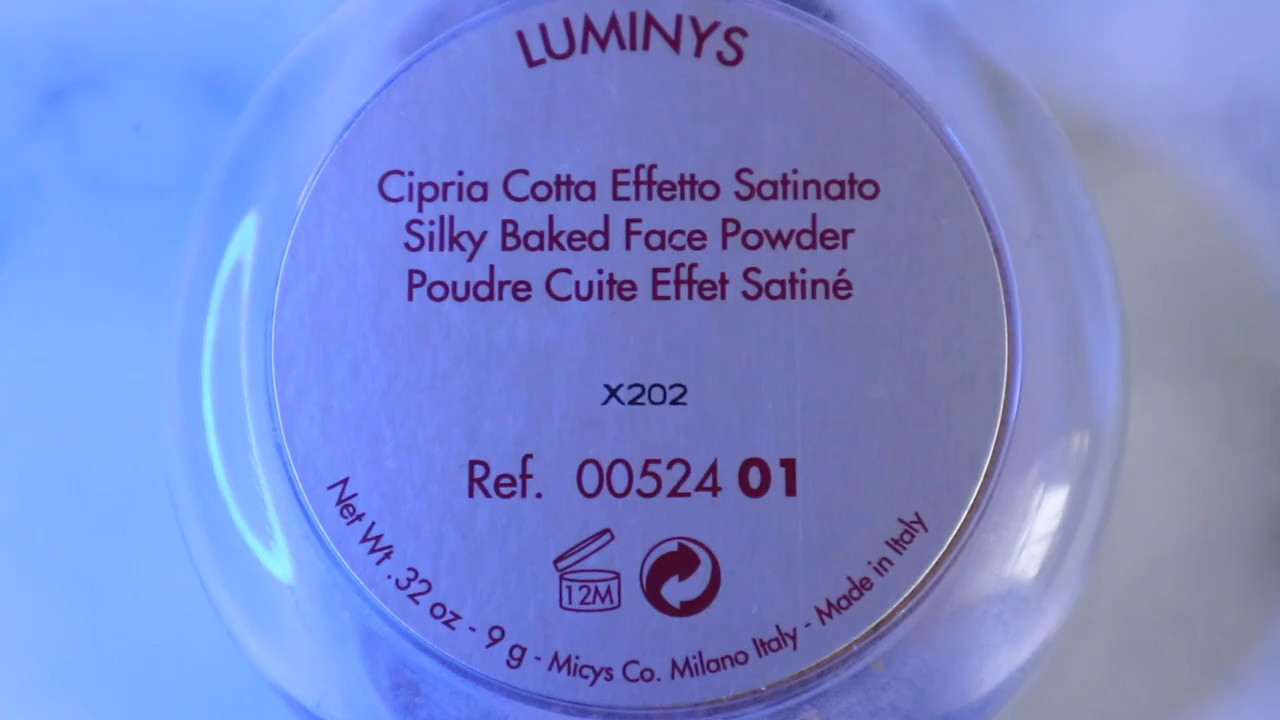 LUMINYS
Cipria Cotta Effetto Satinato
Silky Baked Face Powder
Poudre Cuite Effet Satiné
X202
Ref. 00524 01
12M
Net Wt .32 oz - 9 g - Micys Co. Milano Italy - Made in Italy